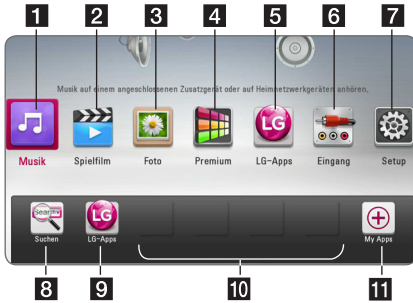 1 2 3 4 5 6 7
Musik auf einem angeschlossenen Zusatzgerät oder auf Heimnetzwerkgeräten anhören.
LG
Musik Spielfilm Foto Premium LG-Apps Eingang Setup
Search LG
Suchen LG-Apps My Apps
8 9 10 11